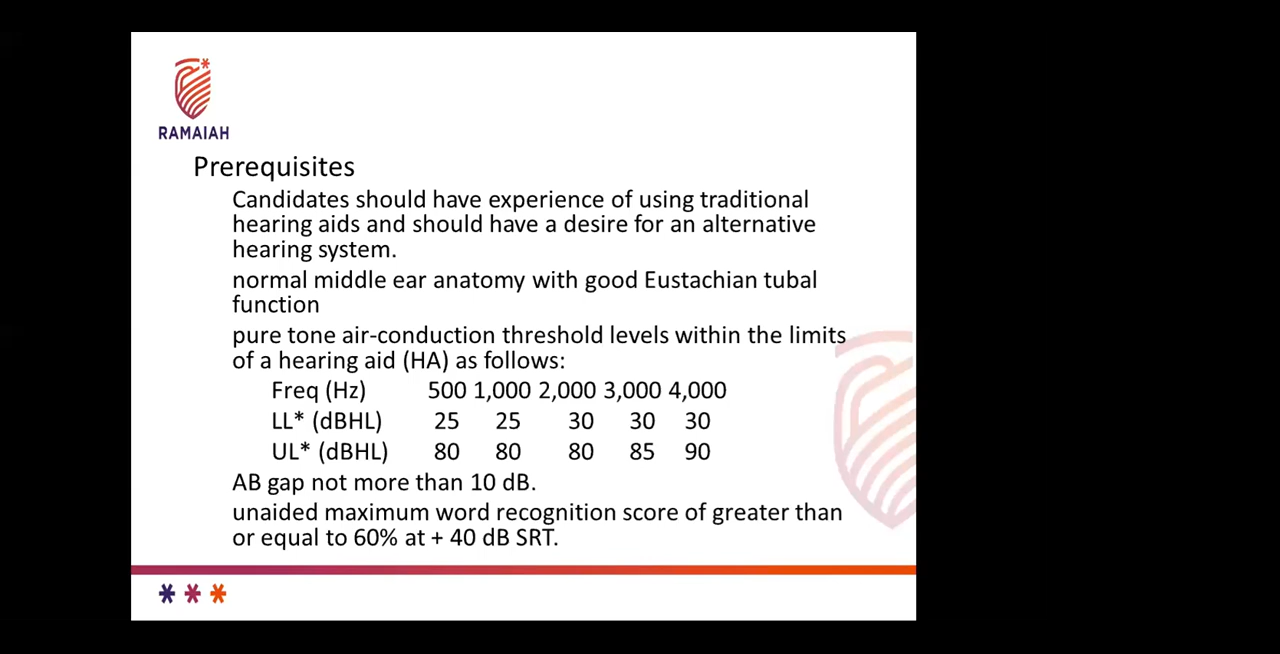 RAMAIAH
Prerequisites
Candidates should have experience of using traditional
hearing aids and should have a desire for an alternative
hearing system.
normal middle ear anatomy with good Eustachian tubal
function
pure tone air-conduction threshold levels within the limits
of a hearing aid (HA) as follows:
Freq (Hz) 500 1,000 2,000 3,000 4,000
LL* (dBHL) 25 25 30 30 30
UL* (dBHL) 80 80 80 85 90
AB gap not more than 10 dB.
unaided maximum word recognition score of greater than
or equal to 60% at + 40 dB SRT.